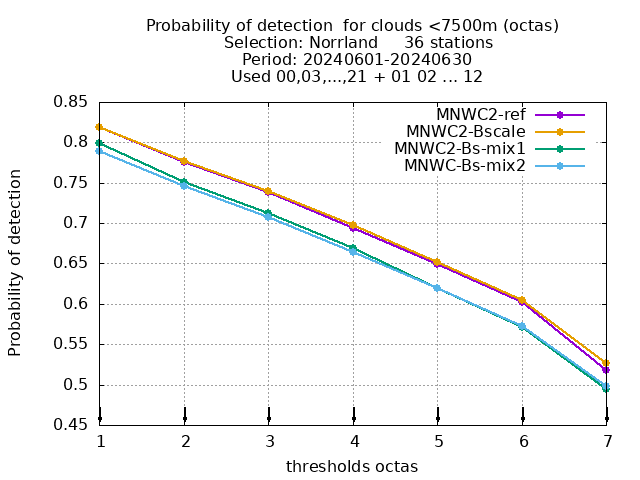 Probability of detection  for clouds <7500m (octas)
Selection: Norrland     36 stations
Period: 20240601-20240630
Used 00,03,...,21 + 01 02 ... 12
MNWC2-ref
MNWC2-Bscale
MNWC2-Bs-mix1
MNWC-Bs-mix2
Probability of detection
0.85
0.8
0.75
0.7
0.65
0.6
0.55
0.5
0.45
1 2 3 4 5 6 7
thresholds octas